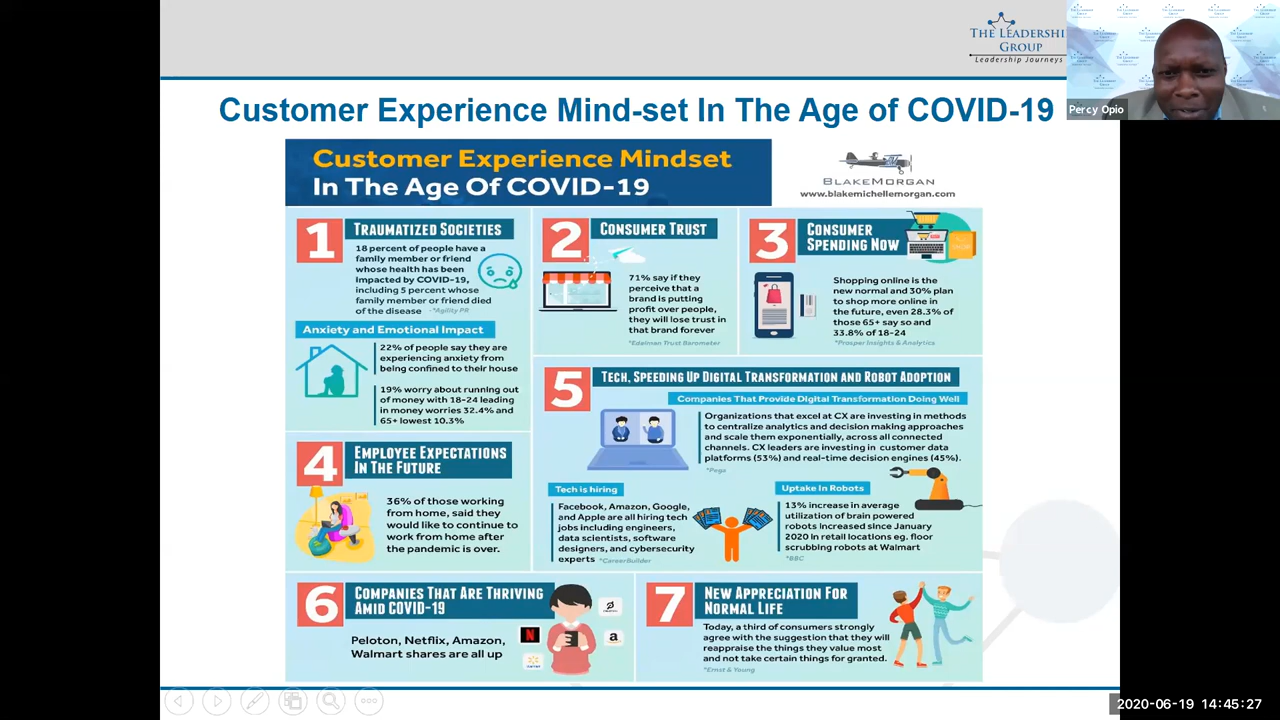 THE LEADERSHIP
GROUP
Leadership Journeys
Percy Opio
Customer Experience Mind-set In The Age of COVID-19
Customer Experience Mindset
In The Age Of COVID-19
BLAKEMORGAN
www.blakemichellemorgan.com
1
TRAUMATIZED SOCIETIES
18 percent of people have a
family member or friend
whose health has been
impacted by COVID-19,
including 5 percent whose
family member or friend died
of the disease -*Agility PR
Anxiety and Emotional Impact
22% of people say they are
experiencing anxiety from
being confined to their house
19% worry about running out
of money with 18-24 leading
in money worries 32.4% and
65+ lowest 10.3%
2
CONSUMER TRUST
71% say if they
perceive that a
brand is putting
profit over people,
they will lose trust in
that brand forever
*Edelman Trust Barometer
3
CONSUMER
SPENDING NOW
Shopping online is the
new normal and 30% plan
to shop more online in
the future, even 28.3% of
those 65+ say so and
33.8% of 18-24
*Prosper Insights & Analytics
4
EMPLOYEE EXPECTATIONS
IN THE FUTURE
36% of those working
from home, said they
would like to continue to
work from home after
the pandemic is over.
5
TECH, SPEEDING UP DIGITAL TRANSFORMATION AND ROBOT ADOPTION
Companies That Provide Digital Transformation Doing Well
Organizations that excel at CX are investing in methods
to centralize analytics and decision making approaches
and scale them exponentially, across all connected
channels. CX leaders are investing in customer data
platforms (53%) and real-time decision engines (45%).
*Pega
Tech is hiring
Facebook, Amazon, Google,
and Apple are all hiring tech
jobs including engineers,
data scientists, software
designers, and cybersecurity
experts *CareerBuilder
Uptake In Robots
13% increase in average
utilization of brain powered
robots increased since January
2020 in retail locations eg. floor
scrubbing robots at Walmart
*BBC
6
COMPANIES THAT ARE THRIVING
AMID COVID-19
Peloton, Netflix, Amazon,
Walmart shares are all up
N
a
7
NEW APPRECIATION FOR
NORMAL LIFE
Today, a third of consumers strongly
agree with the suggestion that they will
reappraise the things they value most
and not take certain things for granted.
*Ernst & Young
2020-06-19 14:45:27